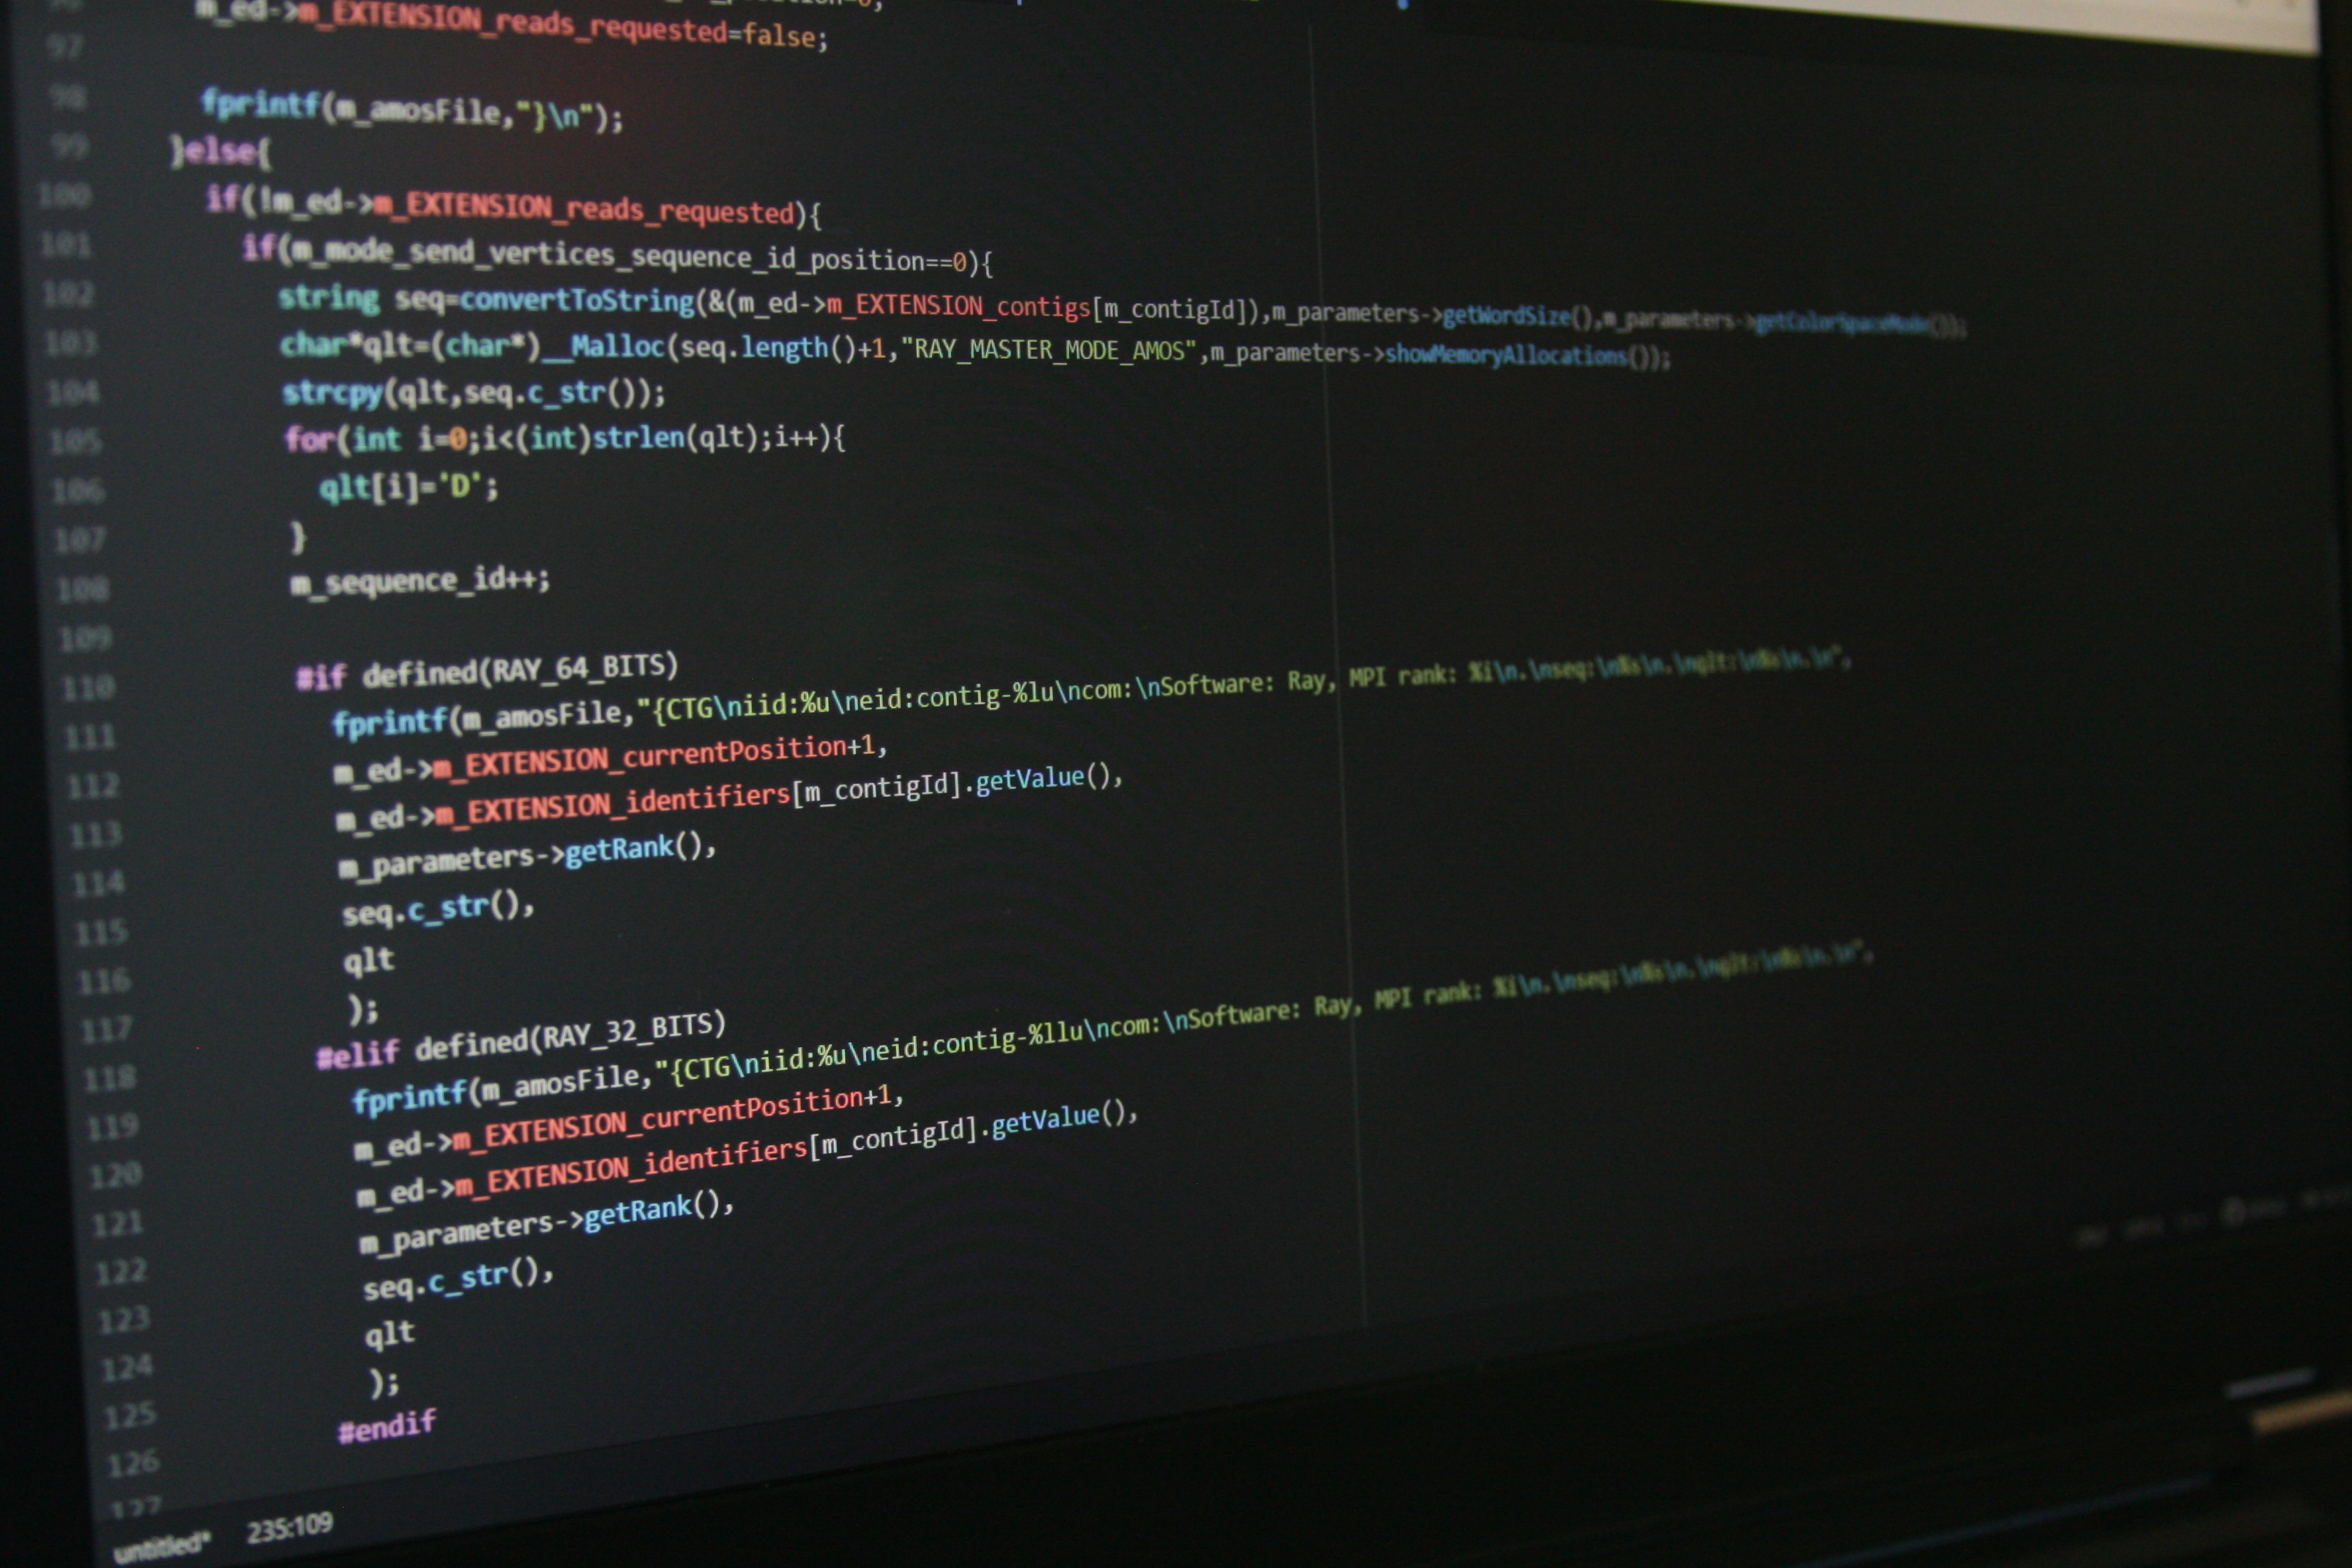 96 m_ed->m_EXTENSION_reads_requested=false;
97
98 fprintf(m_amosFile,"}\n");
99 }else{
100 if(!m_ed->m_EXTENSION_reads_requested){
101 if(m_mode_send_vertices_sequence_id_position==0){
102 string seq=convertToString(&(m_ed->m_EXTENSION_contigs[m_contigId]),m_parameters->getWordSize(),m_parameters->getColorSpaceMode());
103 char*qlt=(char*)__Malloc(seq.length()+1,"RAY_MASTER_MODE_AMOS",m_parameters->showMemoryAllocations());
104 strcpy(qlt,seq.c_str());
105 for(int i=0;i<(int)strlen(qlt);i++){
106 qlt[i]='D';
107 }
108 m_sequence_id++;
109
110 #if defined(RAY_64_BITS)
111 fprintf(m_amosFile,"{CTG\niid:%u\neid:contig-%lu\ncom:\nSoftware: Ray, MPI rank: %i\n.\nseq:\n%s\n.\nqlt:\n%s\n.\n",
112 m_ed->m_EXTENSION_currentPosition+1,
113 m_ed->m_EXTENSION_identifiers[m_contigId].getValue(),
114 m_parameters->getRank(),
115 seq.c_str(),
116 qlt
117 );
118 #elif defined(RAY_32_BITS)
119 fprintf(m_amosFile,"{CTG\niid:%u\neid:contig-%llu\ncom:\nSoftware: Ray, MPI rank: %i\n.\nseq:\n%s\n.\nqlt:\n%s\n.\n",
120 m_ed->m_EXTENSION_currentPosition+1,
121 m_ed->m_EXTENSION_identifiers[m_contigId].getValue(),
122 m_parameters->getRank(),
123 seq.c_str(),
124 qlt
125 );
126 #endif
127
untitled* 235:109